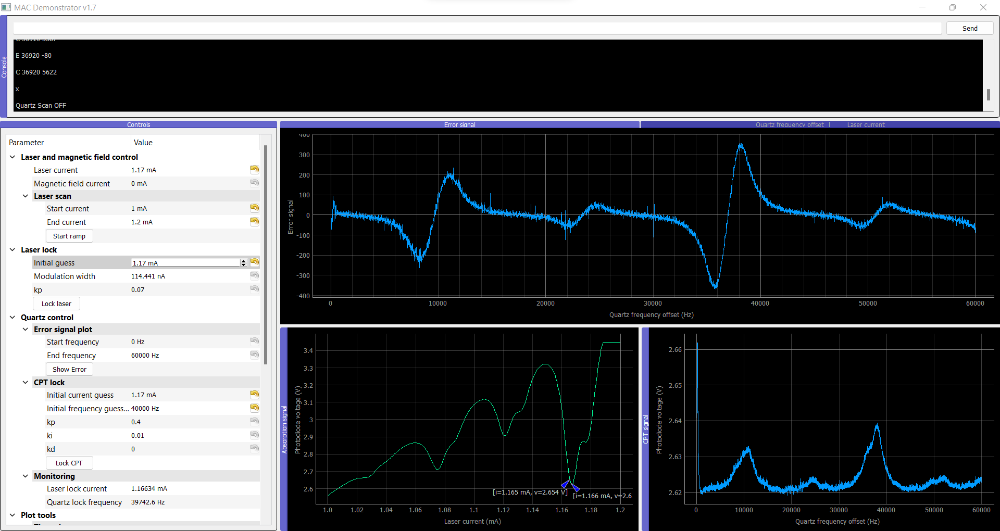 MAC Demonstrator v1.7
Send
Console
E 36920 -80
C 36920 5622
x
Quartz Scan OFF
Controls
Parameter Value
Laser and magnetic field control
Laser current 1.17 mA
Magnetic field current 0 mA
Laser scan
Start current 1 mA
End current 1.2 mA
Start ramp
Laser lock
Initial guess 1.17 mA
Modulation width 114.441 nA
kp 0.07
Lock laser
Quartz control
Error signal plot
Start frequency 0 Hz
End frequency 60000 Hz
Show Error
CPT lock
Initial current guess 1.17 mA
Initial frequency guess... 40000 Hz
kp 0.4
ki 0.01
kd 0
Lock CPT
Monitoring
Laser lock current 1.16634 mA
Quartz lock frequency 39742.6 Hz
Plot tools
Error signal
Quartz frequency offset | Laser current
400
300
200
100
0
-100
-200
-300
-400
Error signal
0 10000 20000 30000 40000 50000 60000
Quartz frequency offset (Hz)
Absorption signal
Photodiode voltage (V)
3.4
3.3
3.2
3.1
3
2.9
2.8
2.7
2.6
[i=1.165 mA, v=2.654 V]
[i=1.166 mA, v=2.6
1.0 1.02 1.04 1.06 1.08 1.1 1.12 1.14 1.16 1.18 1.2
Laser current (mA)
CPT signal
Photodiode voltage (V)
2.66
2.65
2.64
2.63
2.62
0 10000 20000 30000 40000 50000 60000
Quartz frequency offset (Hz)